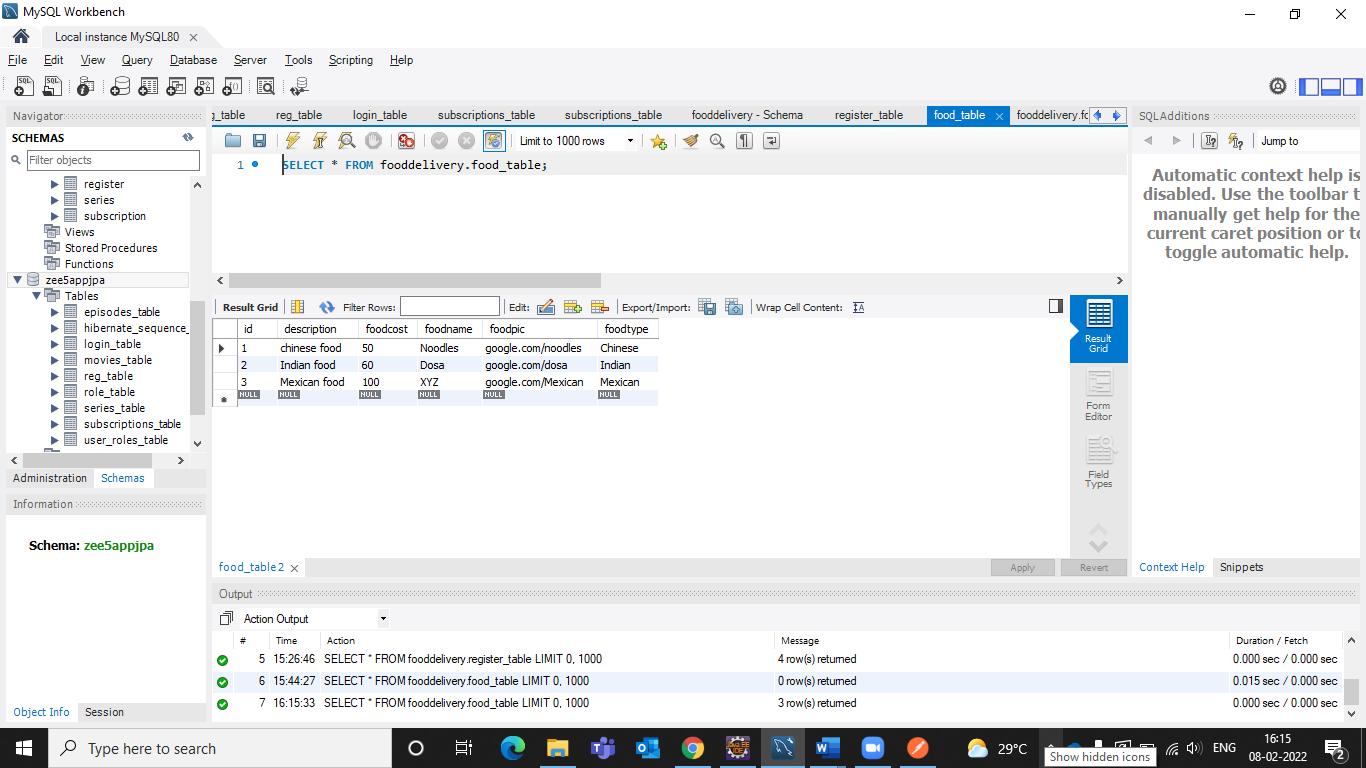 MySQL Workbench
Local instance MySQL80
File Edit View Query Database Server Tools Scripting Help
Navigator
SCHEMAS
Filter objects
register
series
subscription
Views
Stored Procedures
Functions
zee5appjpa
Tables
episodes_table
hibernate_sequence_
login_table
movies_table
reg_table
role_table
series_table
subscriptions_table
user_roles_table
Administration Schemas
Information
Schema: zee5appjpa
Object Info Session
g_table reg_table login_table subscriptions_table subscriptions_table fooddelivery - Schema register_table food_table fooddelivery.fo
Limit to 1000 rows
1 SELECT * FROM fooddelivery.food_table;
Result Grid Filter Rows: Edit: Export/Import: Wrap Cell Content:
id description foodcost foodname foodpic foodtype
1 chinese food 50 Noodles google.com/noodles Chinese
2 Indian food 60 Dosa google.com/dosa Indian
3 Mexican food 100 XYZ google.com/Mexican Mexican
NULL NULL NULL NULL NULL NULL
Result
Grid
Form
Editor
Field
Types
food_table 2
Apply Revert
SQLAdditions
Jump to
Automatic context help is
disabled. Use the toolbar t
manually get help for the
current caret position or to
toggle automatic help.
Context Help Snippets
Output
Action Output
# Time Action Message Duration / Fetch
5 15:26:46 SELECT * FROM fooddelivery.register_table LIMIT 0, 1000 4 row(s) returned 0.000 sec / 0.000 sec
6 15:44:27 SELECT * FROM fooddelivery.food_table LIMIT 0, 1000 0 row(s) returned 0.015 sec / 0.000 sec
7 16:15:33 SELECT * FROM fooddelivery.food_table LIMIT 0, 1000 3 row(s) returned 0.000 sec / 0.000 sec
Type here to search
29°C
Show hidden icons
ENG
16:15
08-02-2022
2